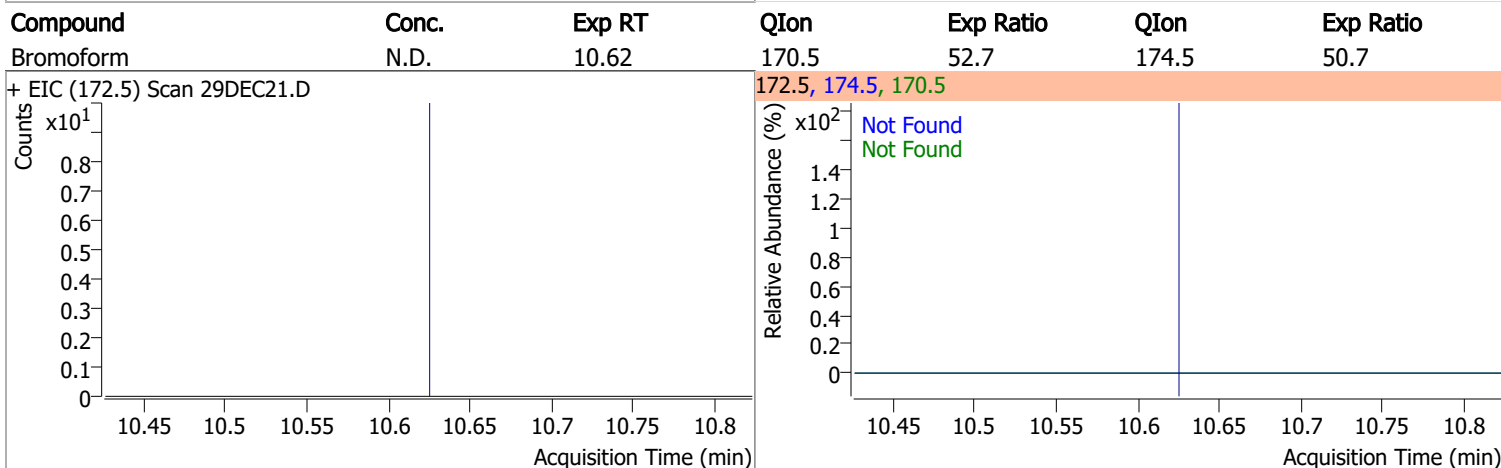 Compound Conc. Exp RT QIon Exp Ratio QIon Exp Ratio
Bromoform N.D. 10.62 170.5 52.7 174.5 50.7
+ EIC (172.5) Scan 29DEC21.D
Counts
x10¹
0.8
0.7
0.6
0.5
0.4
0.3
0.2
0.1
0
10.45 10.5 10.55 10.6 10.65 10.7 10.75 10.8
Acquisition Time (min)
172.5, 174.5, 170.5
Relative Abundance (%)
x10²
Not Found
Not Found
1.4
1.2
1
0.8
0.6
0.4
0.2
0
10.45 10.5 10.55 10.6 10.65 10.7 10.75 10.8
Acquisition Time (min)